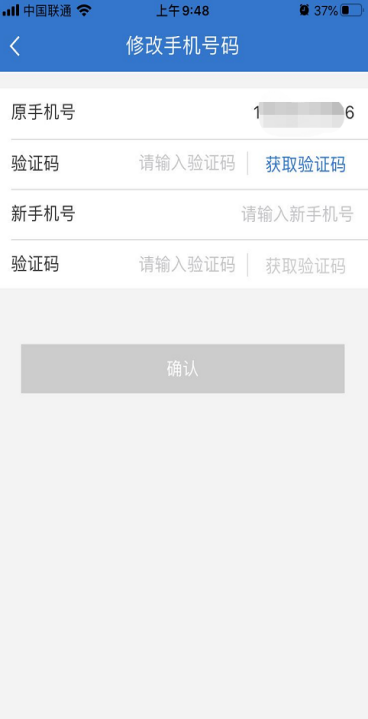 中国联通 上午9:48 37%
修改手机号码
原手机号 1 6
验证码 请输入验证码 获取验证码
新手机号 请输入新手机号
验证码 请输入验证码 获取验证码
确认